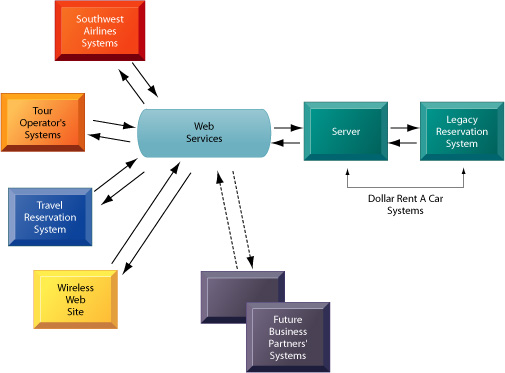 Southwest
Airlines
Systems
Tour
Operator's
Systems
Web
Services
Server
Legacy
Reservation
System
Travel
Reservation
System
Dollar Rent A Car
Systems
Wireless
Web
Site
Future
Business
Partners'
Systems